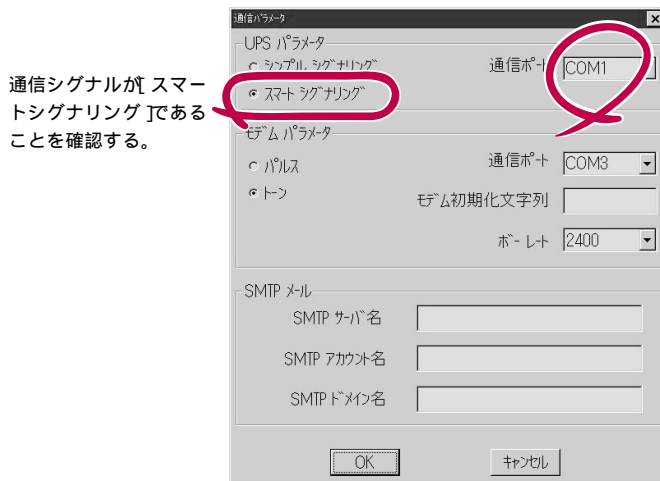 通信パラメータ
UPS パラメータ
シンプル シグナリング
通信ポート
COM1
スマート シグナリング
通信シグナルが[ スマー
トシグナリング ]である
ことを確認する。
モデム パラメータ
パルス
通信ポート
COM3
トーン
モデム初期化文字列
ボーレート
2400
SMTP メール
SMTP サーバ名
SMTP アカウント名
SMTP ドメイン名
OK
キャンセル